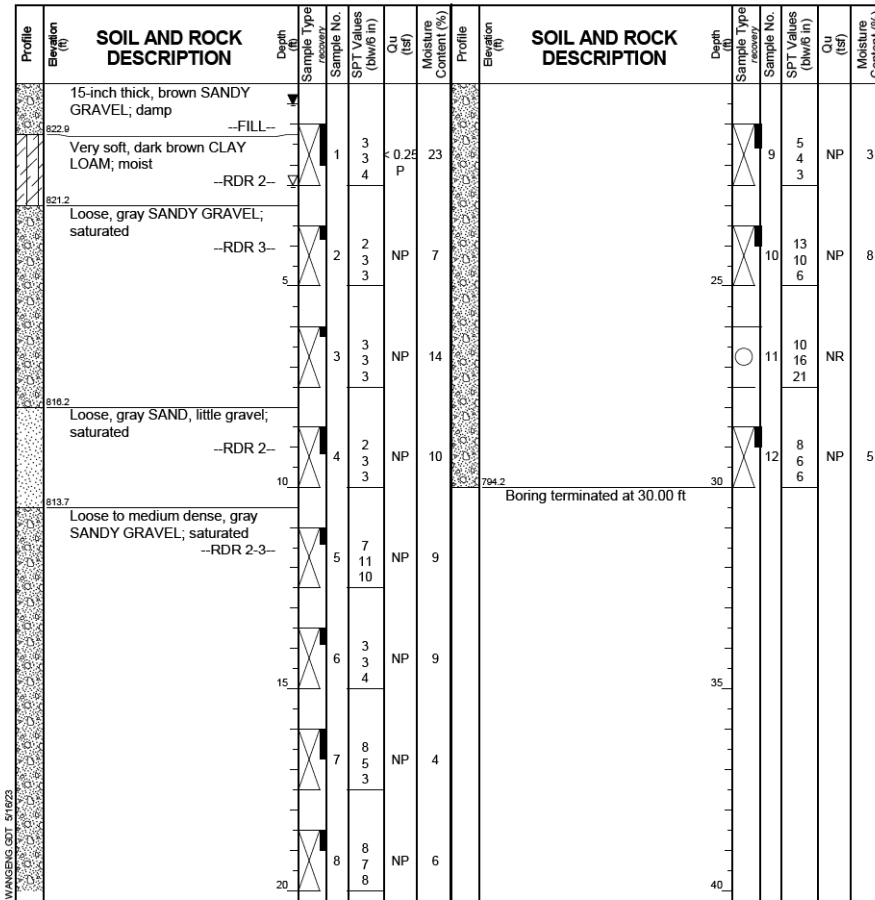 Profile
Elevation
(ft)
SOIL AND ROCK
DESCRIPTION
Depth
(ft)
Sample Type
recovery
Sample No.
SPT Values
(blw/6 in)
Qu
(tsf)
Moisture
Content (%)
Profile
Elevation
(ft)
SOIL AND ROCK
DESCRIPTION
Depth
(ft)
Sample Type
recovery
Sample No.
SPT Values
(blw/6 in)
Qu
(tsf)
Moisture
Content (%)
15-inch thick, brown SANDY
GRAVEL; damp
--FILL--
822.9
Very soft, dark brown CLAY
LOAM; moist
--RDR 2--
1
3
3
4
< 0.25
P
23
821.2
Loose, gray SANDY GRAVEL;
saturated
--RDR 3--
5
2
2
3
3
NP
7
3
3
3
3
NP
14
816.2
Loose, gray SAND, little gravel;
saturated
--RDR 2--
10
4
2
3
3
NP
10
813.7
Loose to medium dense, gray
SANDY GRAVEL; saturated
--RDR 2-3--
5
7
11
10
NP
9
15
6
3
3
4
NP
9
7
8
5
3
NP
4
20
8
8
7
8
NP
6
9
5
4
3
NP
3
25
10
13
10
6
NP
8
11
10
16
21
NR
30
12
8
6
6
NP
5
794.2
Boring terminated at 30.00 ft
35
40
WANGENG.GDT 5/16/23